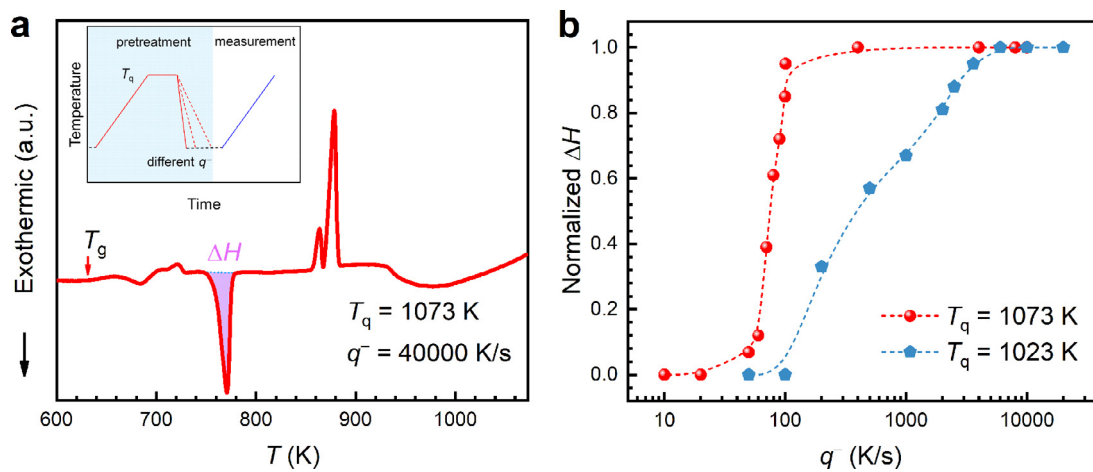 a
pretreatment measurement
Tq
Temperature
different q⁻
Time
Exothermic (a.u.)
Tg
ΔH
Tq = 1073 K
q⁻ = 40000 K/s
600 700 800 900 1000
T (K)
b
1.0
0.8
0.6
0.4
0.2
0.0
Normalized ΔH
Tq = 1073 K
Tq = 1023 K
10 100 1000 10000
q⁻ (K/s)